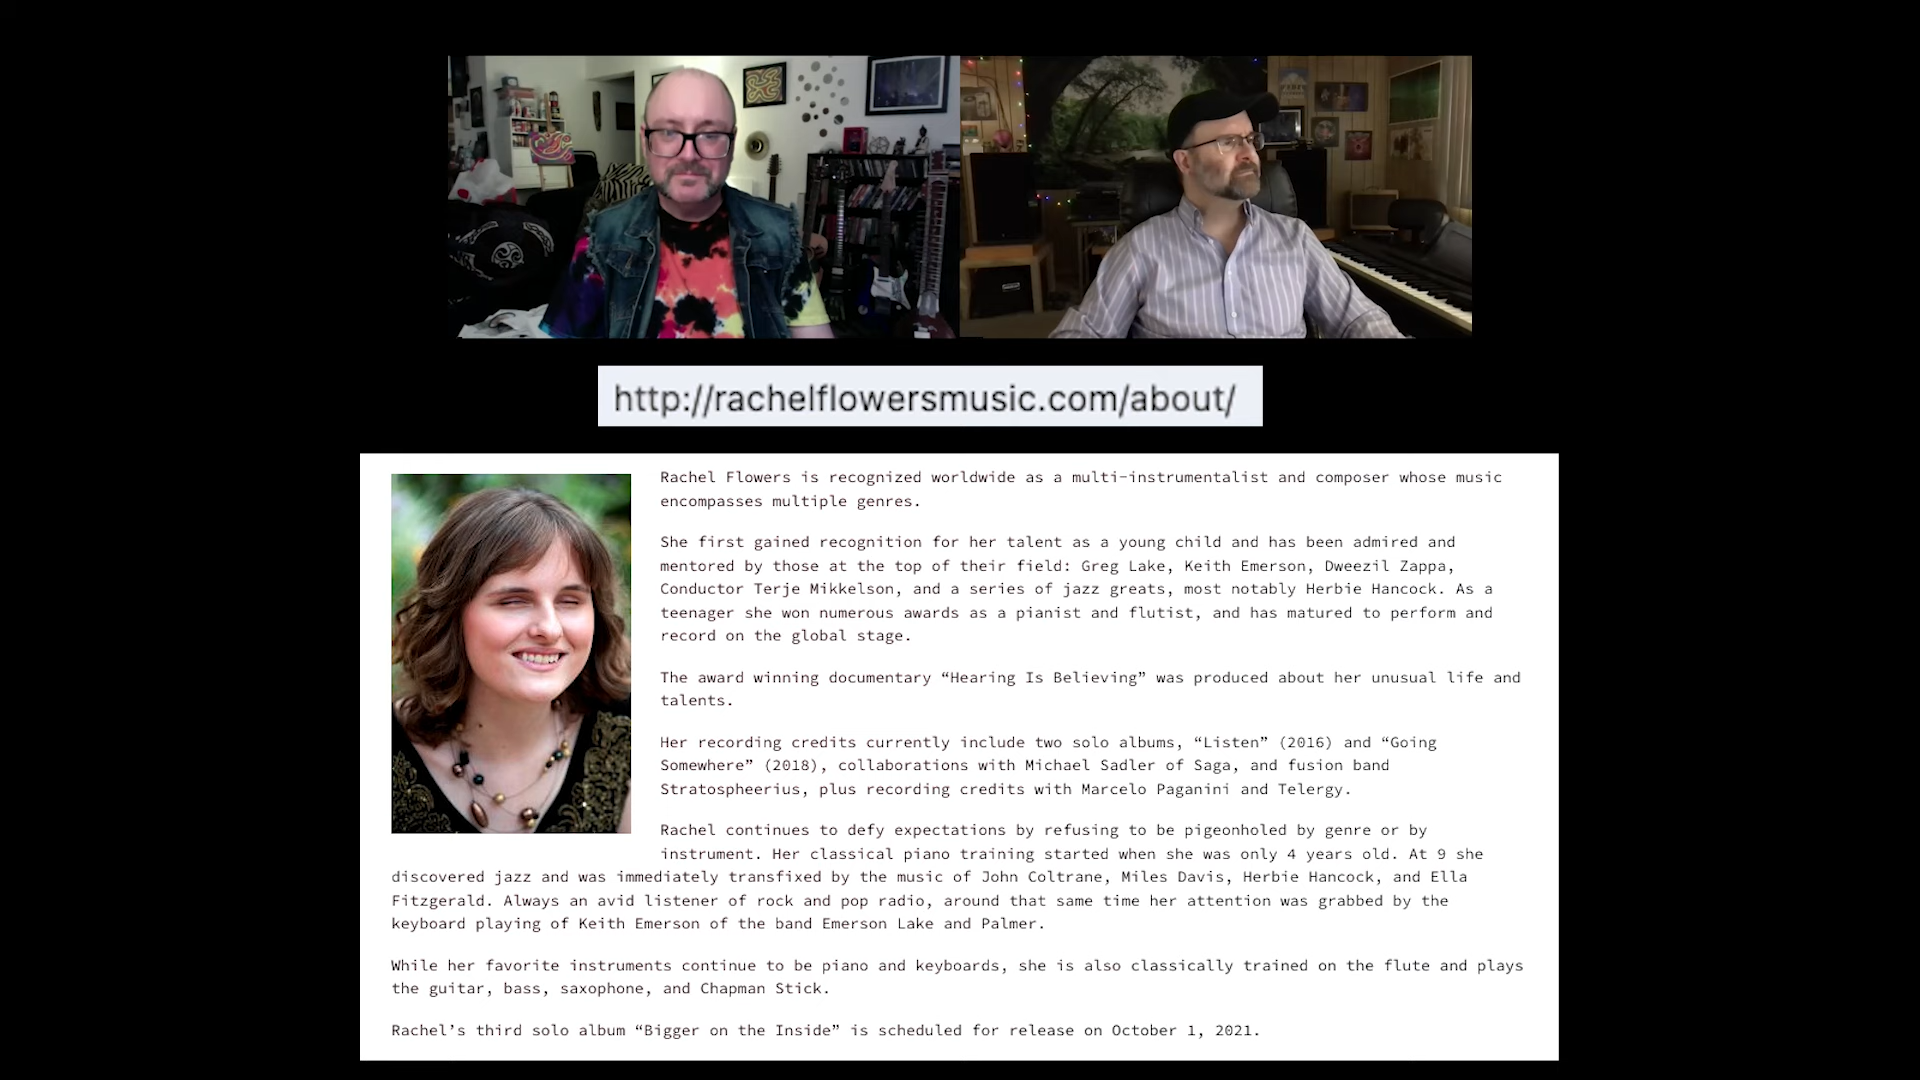 http://rachelflowersmusic.com/about/
Rachel Flowers is recognized worldwide as a multi-instrumentalist and composer whose music
encompasses multiple genres.
She first gained recognition for her talent as a young child and has been admired and
mentored by those at the top of their field: Greg Lake, Keith Emerson, Dweezil Zappa,
Conductor Terje Mikkelson, and a series of jazz greats, most notably Herbie Hancock. As a
teenager she won numerous awards as a pianist and flutist, and has matured to perform and
record on the global stage.
The award winning documentary “Hearing Is Believing” was produced about her unusual life and
talents.
Her recording credits currently include two solo albums, “Listen” (2016) and “Going
Somewhere” (2018), collaborations with Michael Sadler of Saga, and fusion band
Stratospheerius, plus recording credits with Marcelo Paganini and Telergy.
Rachel continues to defy expectations by refusing to be pigeonholed by genre or by
instrument. Her classical piano training started when she was only 4 years old. At 9 she
discovered jazz and was immediately transfixed by the music of John Coltrane, Miles Davis, Herbie Hancock, and Ella
Fitzgerald. Always an avid listener of rock and pop radio, around that same time her attention was grabbed by the
keyboard playing of Keith Emerson of the band Emerson Lake and Palmer.
While her favorite instruments continue to be piano and keyboards, she is also classically trained on the flute and plays
the guitar, bass, saxophone, and Chapman Stick.
Rachel’s third solo album “Bigger on the Inside” is scheduled for release on October 1, 2021.